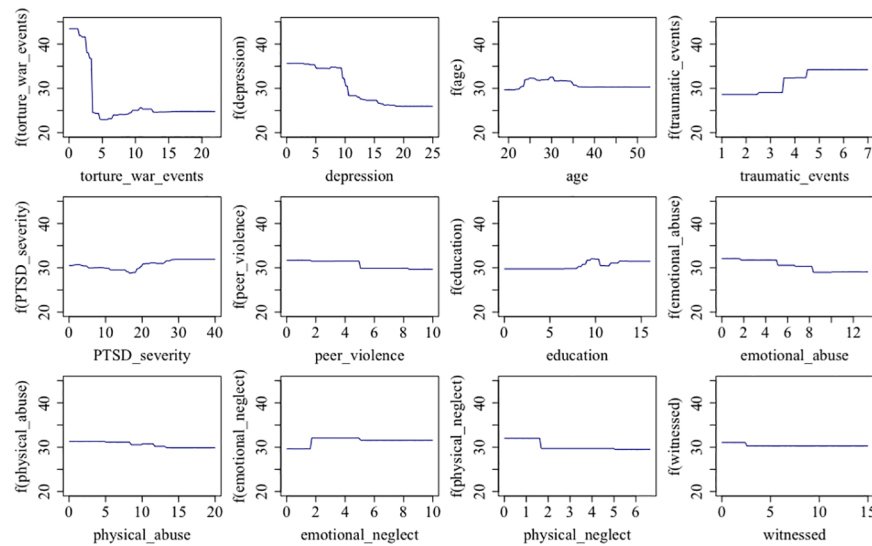 f(torture_war_events)
20 30 40
0 5 10 15 20
torture_war_events
f(depression)
20 30 40
0 5 10 15 20 25
depression
f(age)
20 30 40
20 30 40 50
age
f(traumatic_events)
20 30 40
1 2 3 4 5 6 7
traumatic_events
f(PTSD_severity)
20 30 40
0 10 20 30 40
PTSD_severity
f(peer_violence)
20 30 40
0 2 4 6 8 10
peer_violence
f(education)
20 30 40
0 5 10 15
education
f(emotional_abuse)
20 30 40
0 2 4 6 8 12
emotional_abuse
f(physical_abuse)
20 30 40
0 5 10 15 20
physical_abuse
f(emotional_neglect)
20 30 40
0 2 4 6 8 10
emotional_neglect
f(physical_neglect)
20 30 40
0 1 2 3 4 5 6
physical_neglect
f(witnessed)
20 30 40
0 5 10 15
witnessed